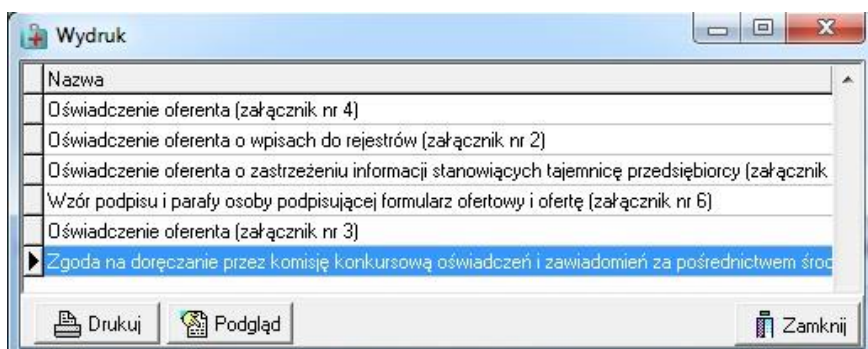 Wydruk
Nazwa
Oświadczenie oferenta (załącznik nr 4)
Oświadczenie oferenta o wpisach do rejestrów (załącznik nr 2)
Oświadczenie oferenta o zastrzeżeniu informacji stanowiących tajemnicę przedsiębiorcy (załącznik
Wzór podpisu i parafy osoby podpisującej formularz ofertowy i ofertę (załącznik nr 6)
Oświadczenie oferenta (załącznik nr 3)
Zgoda na doręczanie przez komisję konkursową oświadczeń i zawiadomień za pośrednictwem środ
Drukuj Podgląd Zamknij